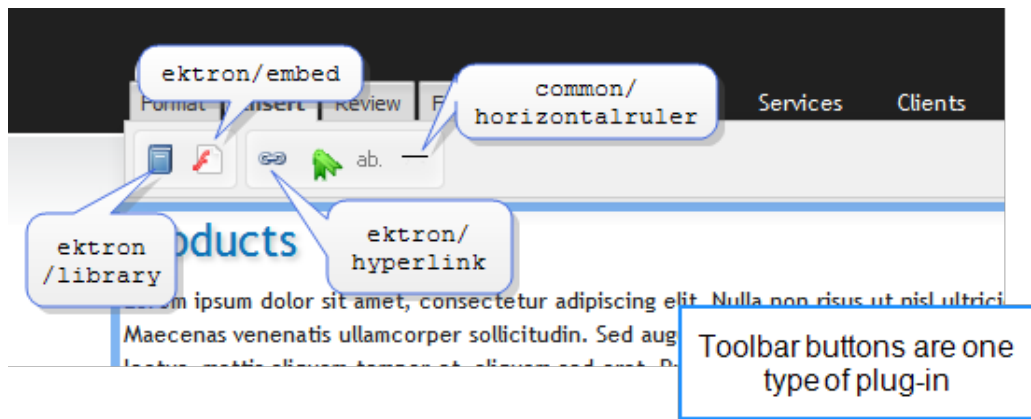 ektron/embed
common/
horizontalruler
Format Insert Review
Services Clients
ab.
ektron
/library
ektron/
hyperlink
Products
Lorem ipsum dolor sit amet, consectetur adipiscing elit. Nulla non risus ut nisl ultrici
Maecenas venenatis ullamcorper sollicitudin. Sed aug
Toolbar buttons are one
type of plug-in